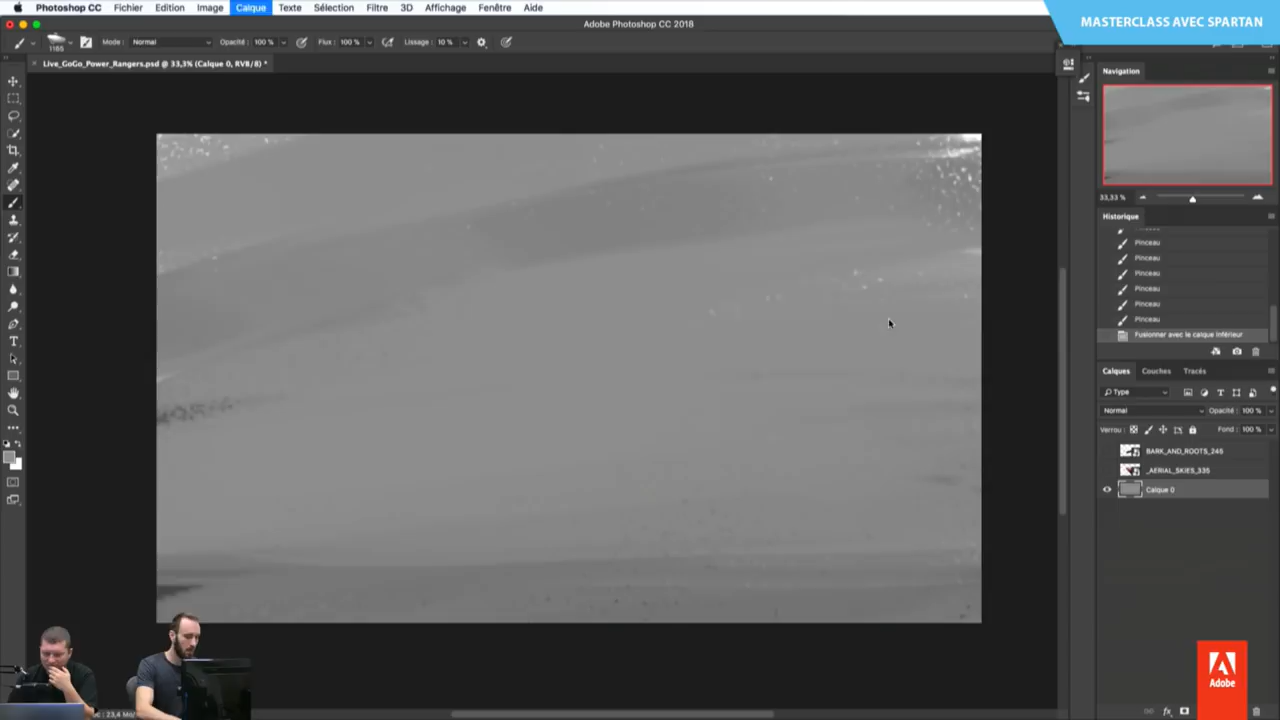 Photoshop CC Fichier Edition Image Calque Texte Sélection Filtre 3D Affichage Fenêtre Aide
MASTERCLASS AVEC SPARTAN
Adobe Photoshop CC 2018
1165 Mode : Normal Opacité : 100 % Flux : 100 % Lissage : 10 %
Live_GoGo_Power_Rangers.psd @ 33,3% (Calque 0, RVB/8) *
Navigation
33,33 %
Historique
Pinceau
Pinceau
Pinceau
Pinceau
Pinceau
Pinceau
Fusionner avec le calque inférieur
Calques Couches Tracés
Type
Normal Opacité : 100 %
Verrou : Fond : 100 %
BARK_AND_ROOTS_246
_AERIAL_SKIES_335
Calque 0
Adobe